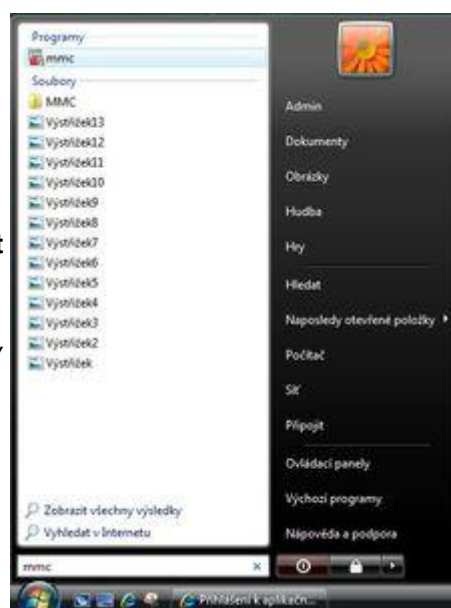 Programy
mmc
Soubory
MMC
Výstřižek13
Výstřižek12
Výstřižek11
Výstřižek10
Výstřižek9
Výstřižek8
Výstřižek7
Výstřižek6
Výstřižek5
Výstřižek4
Výstřižek3
Výstřižek2
Výstřižek
Zobrazit všechny výsledky
Vyhledat v Internetu
mmc
Admin
Dokumenty
Obrázky
Hudba
Hry
Hledat
Naposledy otevřené položky
Počítač
Síť
Připojit
Ovládací panely
Výchozí programy
Nápověda a podpora
Přihlášení k aplikačn...